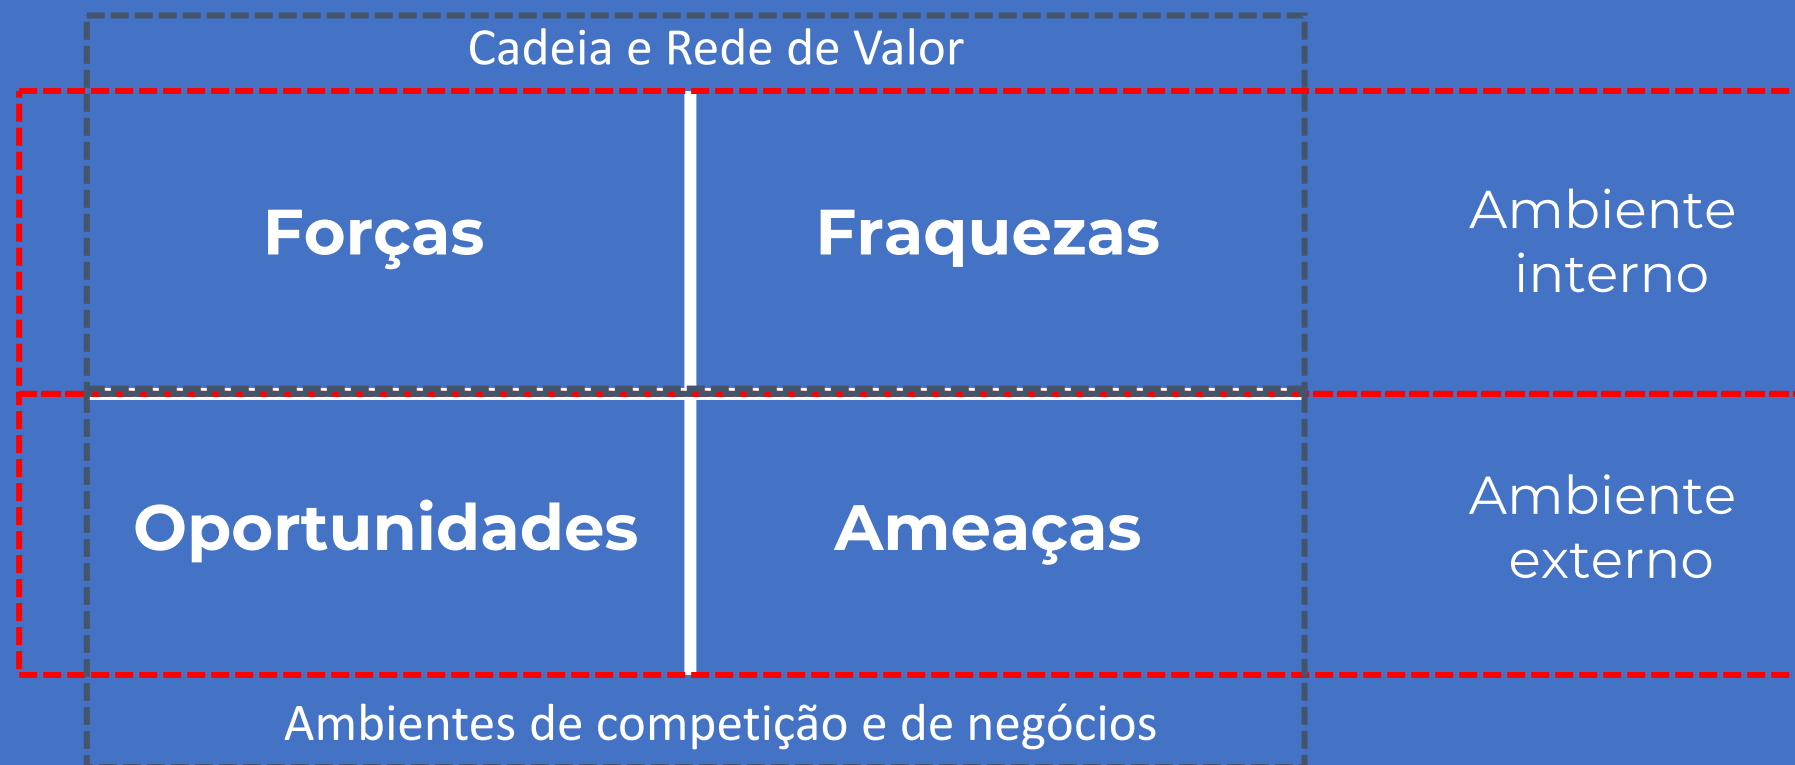 Cadeia e Rede de Valor
Forças
Fraquezas
Ambiente
interno
Oportunidades
Ameaças
Ambiente
externo
Ambientes de competição e de negócios